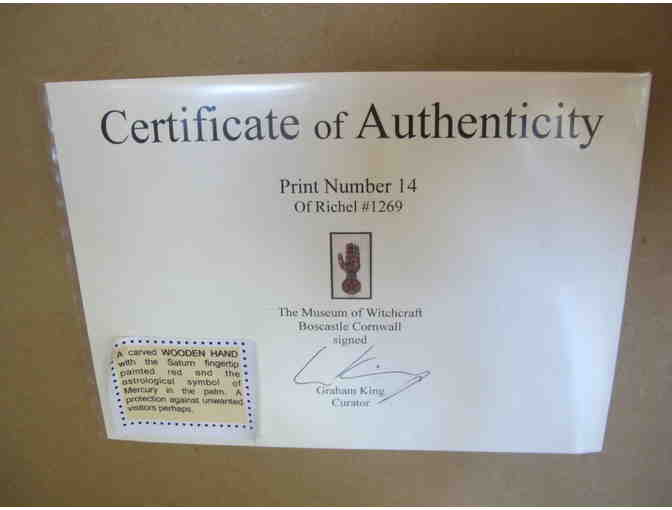 Certificate of Authenticity
Print Number 14
Of Richel #1269
The Museum of Witchcraft
Boscastle Cornwall
signed
Graham King
Curator
A carved WOODEN HAND
with the Saturn fingertip
painted red and the
astrological symbol of
Mercury in the palm. A
protection against unwanted
visitors perhaps.